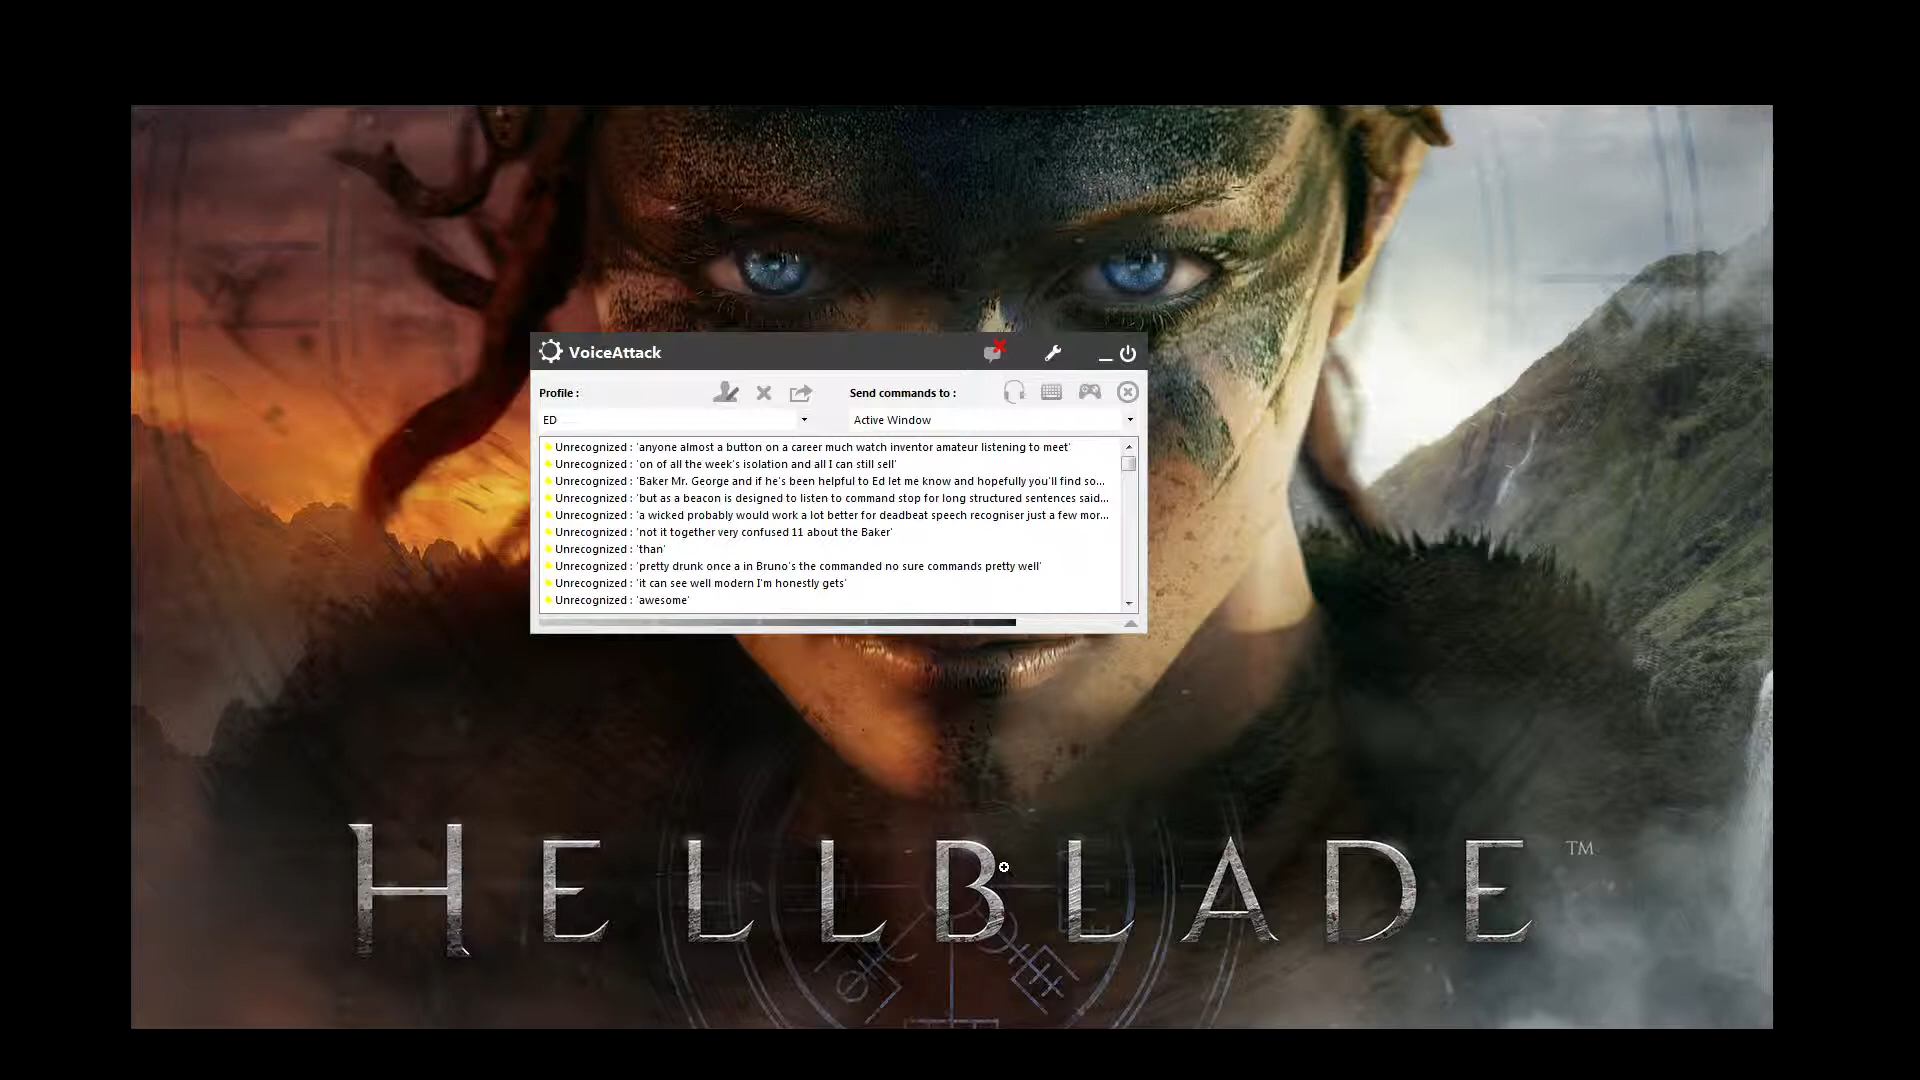 VoiceAttack
Profile :
Send commands to :
ED
Active Window
Unrecognized : 'anyone almost a button on a career much watch inventor amateur listening to meet'
Unrecognized : 'on of all the week's isolation and all I can still sell'
Unrecognized : 'Baker Mr. George and if he's been helpful to Ed let me know and hopefully you'll find so...
Unrecognized : 'but as a beacon is designed to listen to command stop for long structured sentences said...
Unrecognized : 'a wicked probably would work a lot better for deadbeat speech recogniser just a few mor...
Unrecognized : 'not it together very confused 11 about the Baker'
Unrecognized : 'than'
Unrecognized : 'pretty drunk once a in Bruno's the commanded no sure commands pretty well'
Unrecognized : 'it can see well modern I'm honestly gets'
Unrecognized : 'awesome'
HELLBLADE ™